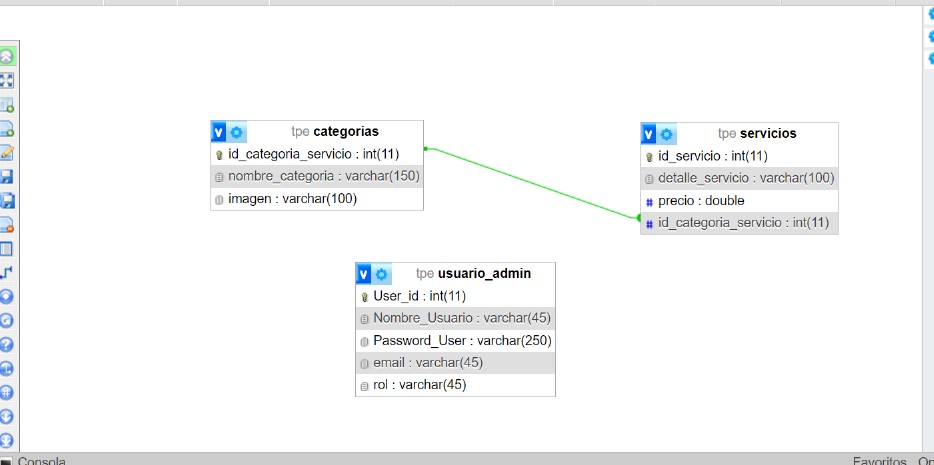 tpe categorias
id_categoria_servicio : int(11)
nombre_categoria : varchar(150)
imagen : varchar(100)
tpe servicios
id_servicio : int(11)
detalle_servicio : varchar(100)
precio : double
id_categoria_servicio : int(11)
tpe usuario_admin
User_id : int(11)
Nombre_Usuario : varchar(45)
Password_User : varchar(250)
email : varchar(45)
rol : varchar(45)
Consola
Favoritos